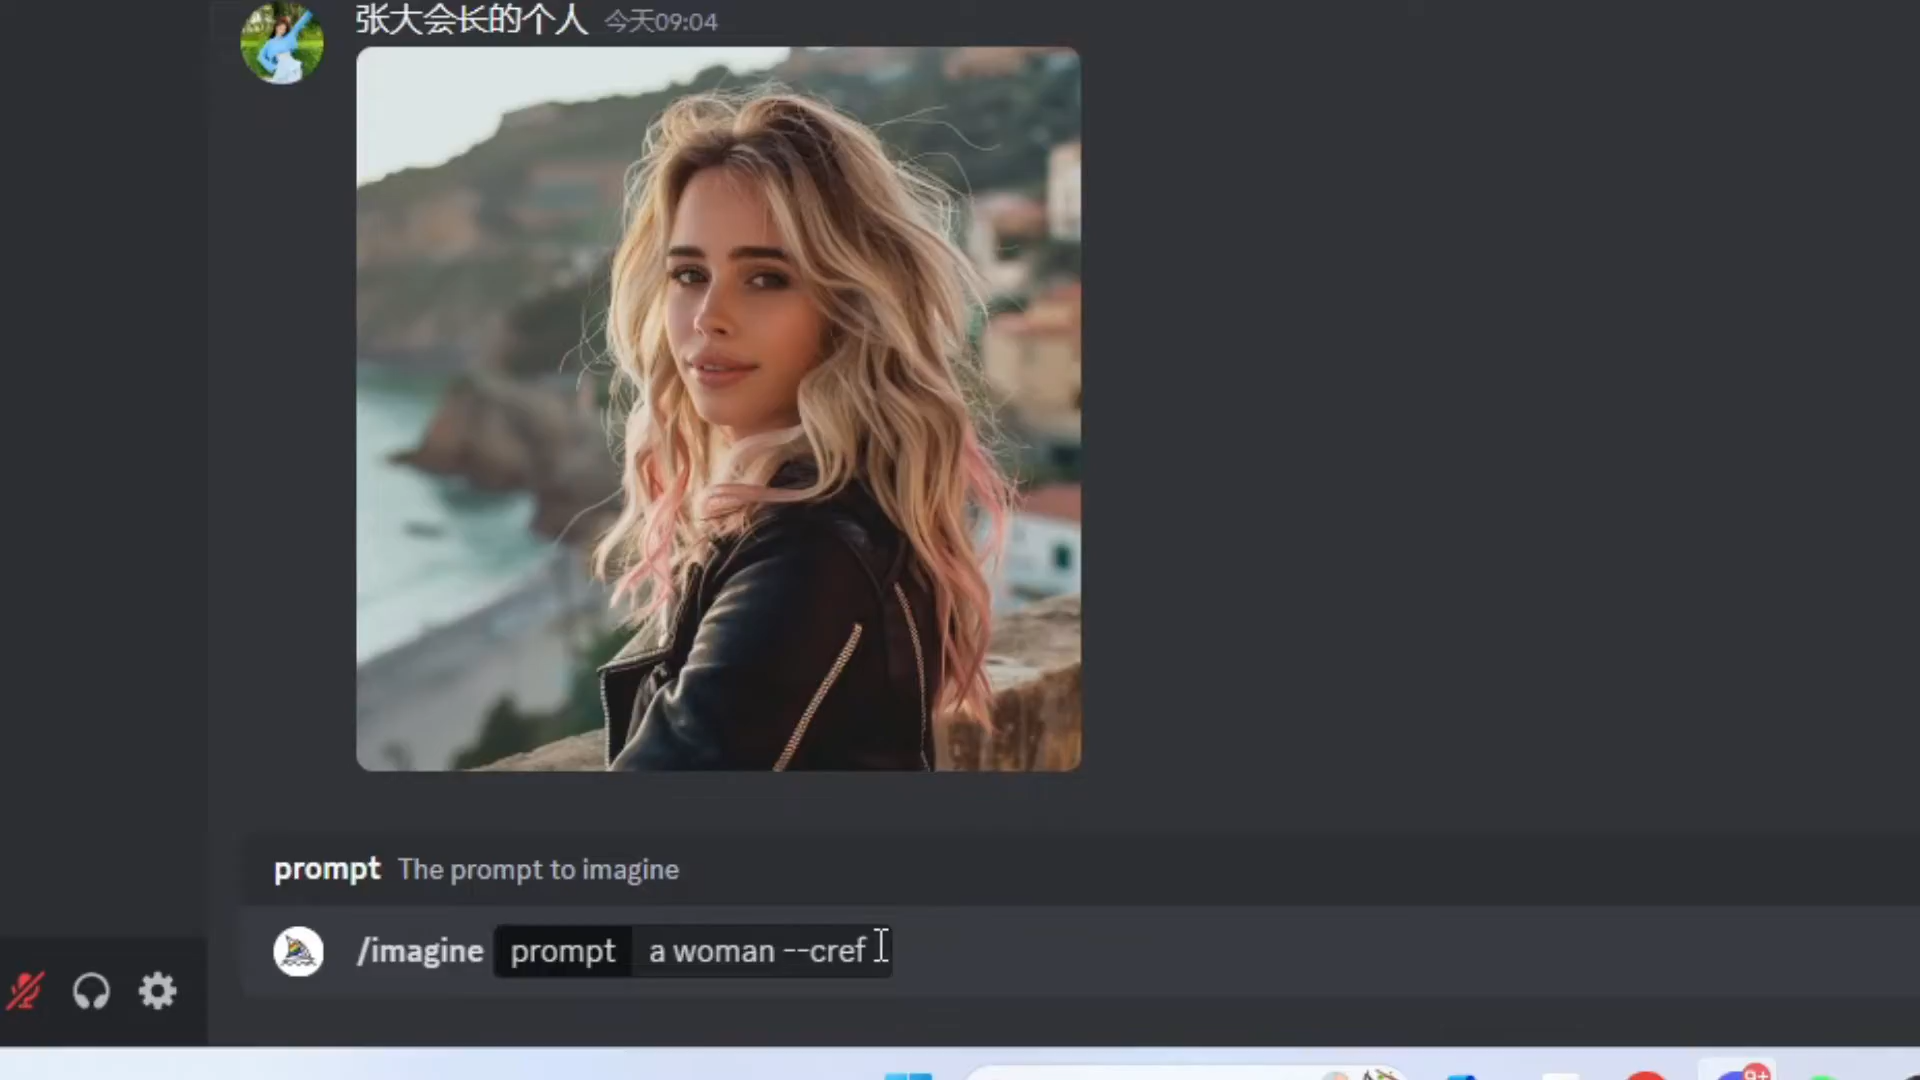 张大会长的个人 今天09:04
prompt The prompt to imagine
/imagine prompt a woman --cref
9+